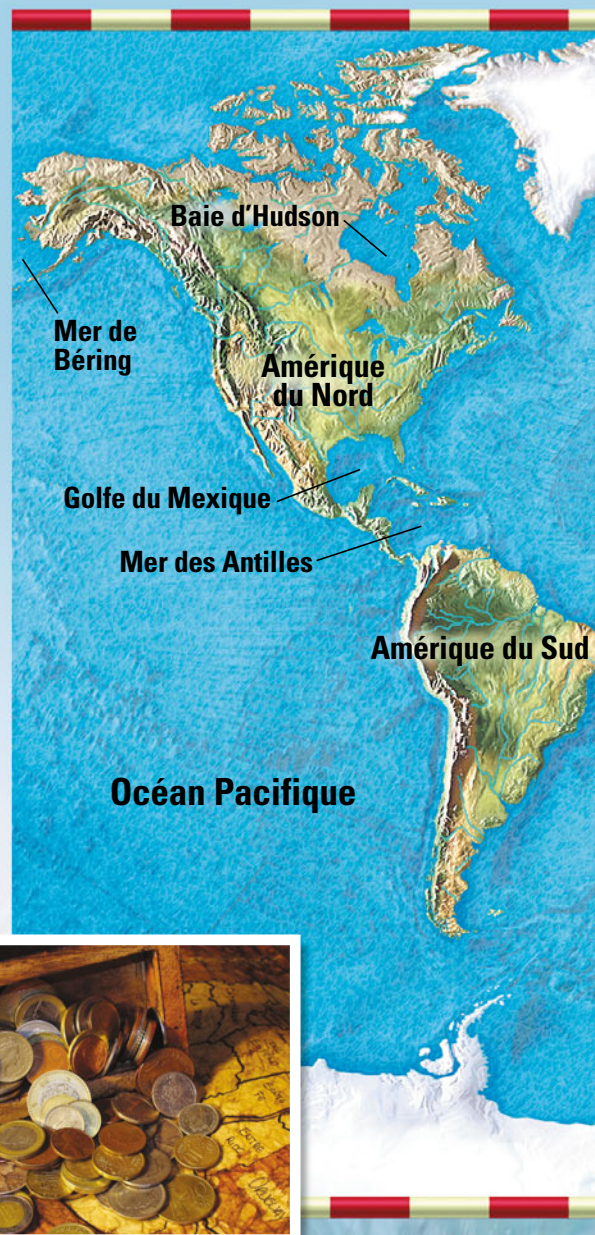 Baie d'Hudson
Mer de
Béring
Amérique
du Nord
Golfe du Mexique
Mer des Antilles
Amérique du Sud
Océan Pacifique